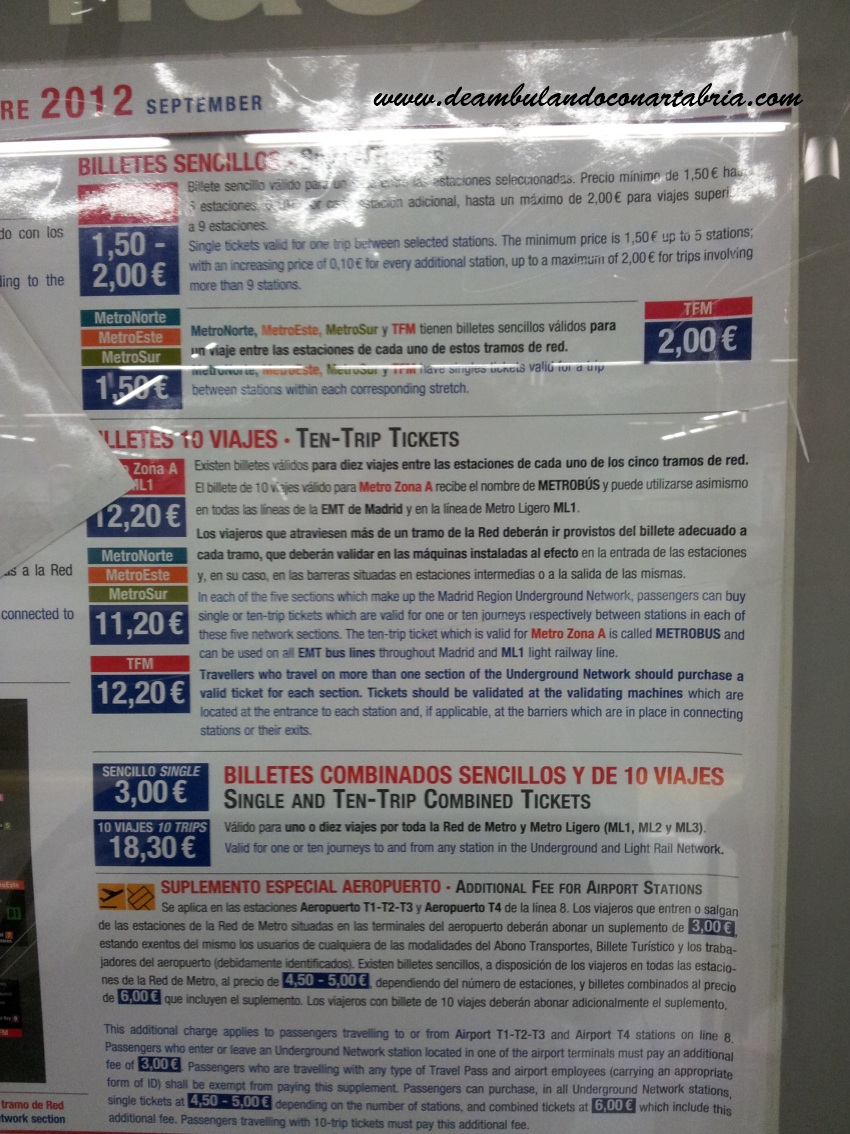 RE 2012 SEPTEMBER
www.deambulandoconartabria.com
BILLETES SENCILLOS
Billete sencillo válido para un entre las estaciones seleccionadas. Precio mínimo de 1,50 €
5 estaciones, adicional, hasta un máximo de 2,00 € para viajes
a 9 estaciones.
1,50 -
2,00 €
Single tickets valid for one trip between selected stations. The minimum price is 1,50 € up to 5 stations;
with an increasing price of 0,10 € for every additional station, up to a maximum of 2,00 € for trips involving
more than 9 stations.
do con los
ling to the
MetroNorte
MetroEste
MetroSur
1,50 €
MetroNorte, MetroEste, MetroSur y TFM tienen billetes sencillos válidos para
un viaje entre las estaciones de cada uno de estos tramos de red.
MetroNorte, MetroEste, MetroSur y TFM have singles tickets valid for a trip
between stations within each corresponding stretch.
TFM
2,00 €
LLETES 10 VIAJES · TEN-TRIP TICKETS
Zona A
ML1
12,20 €
Existen billetes válidos para diez viajes entre las estaciones de cada uno de los cinco tramos de red.
El billete de 10 viajes válido para Metro Zona A recibe el nombre de METROBÚS y puede utilizarse asimismo
en todas las líneas de la EMT de Madrid y en la línea de Metro Ligero ML1.
Los viajeros que atraviesen más de un tramo de la Red deberán ir provistos del billete adecuado a
cada tramo, que deberán validar en las máquinas instaladas al efecto en la entrada de las estaciones
y, en su caso, en las barreras situadas en estaciones intermedias o a la salida de las mismas.
MetroNorte
MetroEste
MetroSur
11,20 €
In each of the five sections which make up the Madrid Region Underground Network, passengers can buy
single or ten-trip tickets which are valid for one or ten journeys respectively between stations in each of
these five network sections. The ten-trip ticket which is valid for Metro Zona A is called METROBUS and
can be used on all EMT bus lines throughout Madrid and ML1 light railway line.
TFM
12,20 €
Travellers who travel on more than one section of the Underground Network should purchase a
valid ticket for each section. Tickets should be validated at the validating machines which are
located at the entrance to each station and, if applicable, at the barriers which are in place in connecting
stations or their exits.
a la Red
connected to
SENCILLO SINGLE
3,00 €
10 VIAJES 10 TRIPS
18,30 €
BILLETES COMBINADOS SENCILLOS Y DE 10 VIAJES
SINGLE AND TEN-TRIP COMBINED TICKETS
Válido para uno o diez viajes por toda la Red de Metro y Metro Ligero (ML1, ML2 y ML3).
Valid for one or ten journeys to and from any station in the Underground and Light Rail Network.
SUPLEMENTO ESPECIAL AEROPUERTO · ADDITIONAL FEE FOR AIRPORT STATIONS
Se aplica en las estaciones Aeropuerto T1-T2-T3 y Aeropuerto T4 de la línea 8. Los viajeros que entren o salgan
de las estaciones de la Red de Metro situadas en las terminales del aeropuerto deberán abonar un suplemento de 3,00 €,
estando exentos del mismo los usuarios de cualquiera de las modalidades del Abono Transportes, Billete Turístico y los traba-
jadores del aeropuerto (debidamente identificados). Existen billetes sencillos, a disposición de los viajeros en todas las estacio-
nes de la Red de Metro, al precio de 4,50 - 5,00 €, dependiendo del número de estaciones, y billetes combinados al precio
de 6,00 € que incluyen el suplemento. Los viajeros con billete de 10 viajes deberán abonar adicionalmente el suplemento.
This additional charge applies to passengers travelling to or from Airport T1-T2-T3 and Airport T4 stations on line 8.
Passengers who enter or leave an Underground Network station located in one of the airport terminals must pay an additional
fee of 3,00 €. Passengers who are travelling with any type of Travel Pass and airport employees (carrying an appropriate
form of ID) shall be exempt from paying this supplement. Passengers can purchase, in all Underground Network stations,
single tickets at 4,50 - 5,00 € depending on the number of stations, and combined tickets at 6,00 € which include this
additional fee. Passengers travelling with 10-trip tickets must pay this additional fee.
tramo de Red
twork section